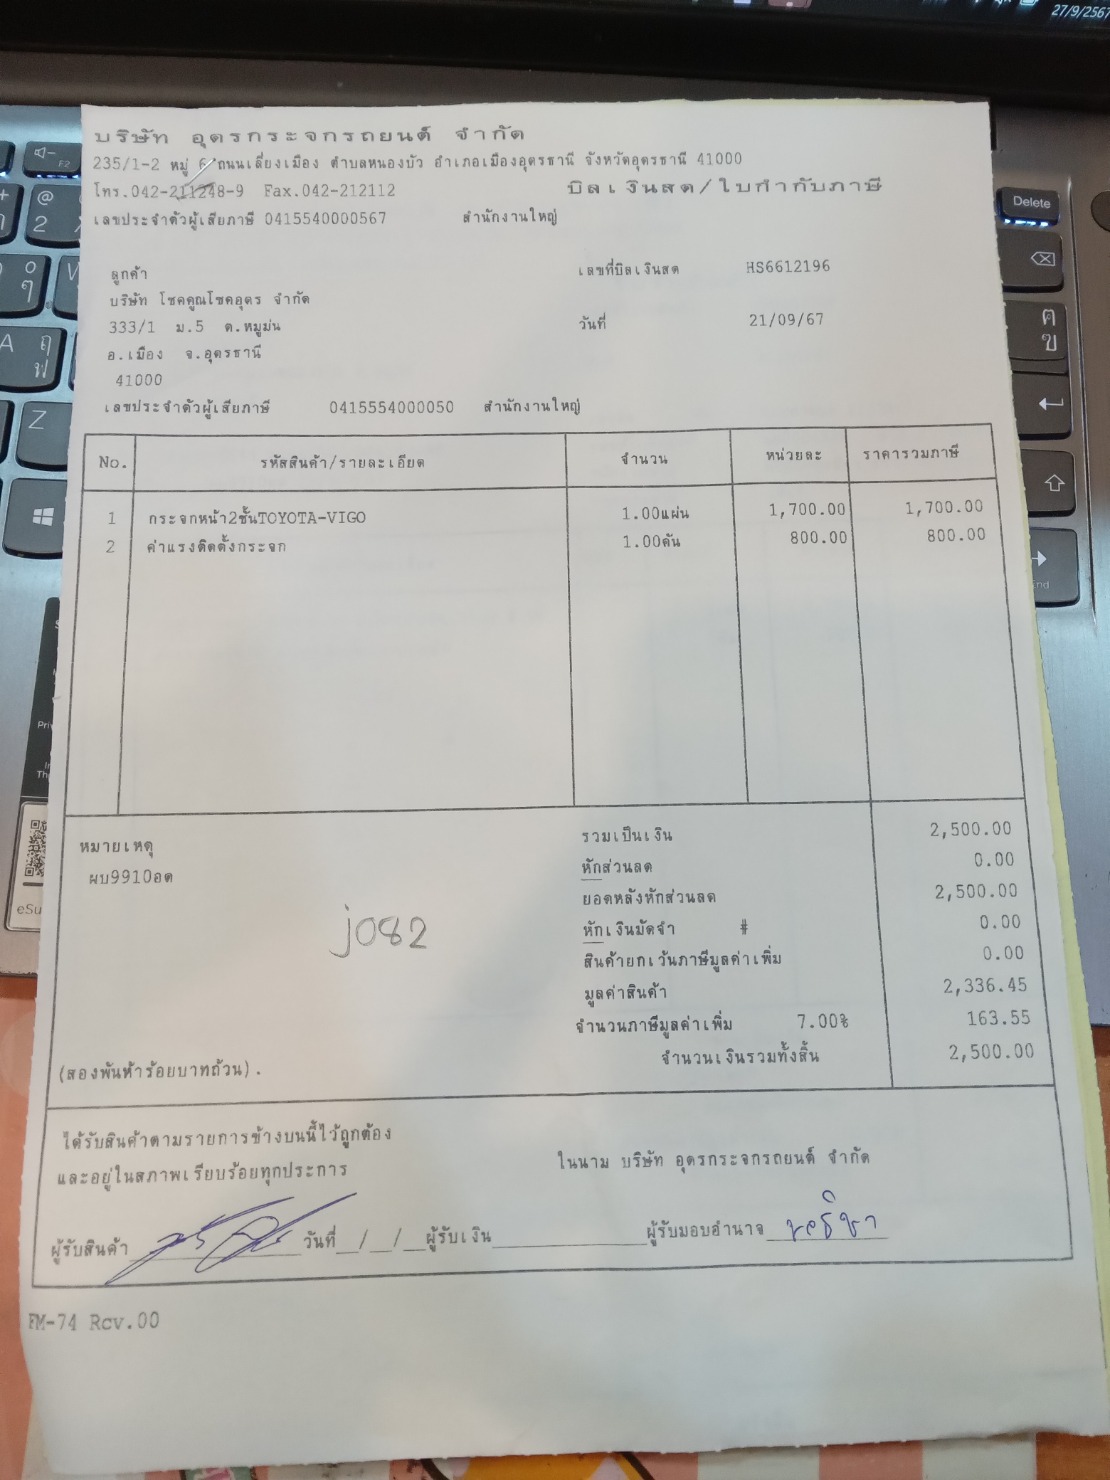 27/9/2567
บริษัท อุดรกระจกรถยนต์ จำกัด
235/1-2 หมู่ 6 ถนนเลี่ยงเมือง ตำบลหนองบัว อำเภอเมืองอุดรธานี จังหวัดอุดรธานี 41000
โทร.042-211248-9 Fax.042-212112 บิลเงินสด/ใบกำกับภาษี
เลขประจำตัวผู้เสียภาษี 0415540000567 สำนักงานใหญ่
ลูกค้า เลขที่บิลเงินสด HS6612196
บริษัท โชคคูณโชคอุดร จำกัด
333/1 ม.5 ต.หมูม่น วันที่ 21/09/67
อ.เมือง จ.อุดรธานี
41000
เลขประจำตัวผู้เสียภาษี 0415554000050 สำนักงานใหญ่
No. รหัสสินค้า/รายละเอียด จำนวน หน่วยละ ราคารวมภาษี
1 กระจกหน้า2ชั้นTOYOTA-VIGO 1.00แผ่น 1,700.00 1,700.00
2 ค่าแรงติดตั้งกระจก 1.00คัน 800.00 800.00
หมายเหตุ รวมเป็นเงิน 2,500.00
ผบ9910อด หักส่วนลด 0.00
ยอดหลังหักส่วนลด 2,500.00
j082 หักเงินมัดจำ # 0.00
สินค้ายกเว้นภาษีมูลค่าเพิ่ม 0.00
มูลค่าสินค้า 2,336.45
จำนวนภาษีมูลค่าเพิ่ม 7.00% 163.55
(สองพันห้าร้อยบาทถ้วน). จำนวนเงินรวมทั้งสิ้น 2,500.00
ได้รับสินค้าตามรายการข้างบนนี้ไว้ถูกต้อง
และอยู่ในสภาพเรียบร้อยทุกประการ ในนาม บริษัท อุดรกระจกรถยนต์ จำกัด
ผู้รับสินค้า วันที่__/__/__ผู้รับเงิน ผู้รับมอบอำนาจ
FM-74 Rev.00
Delete